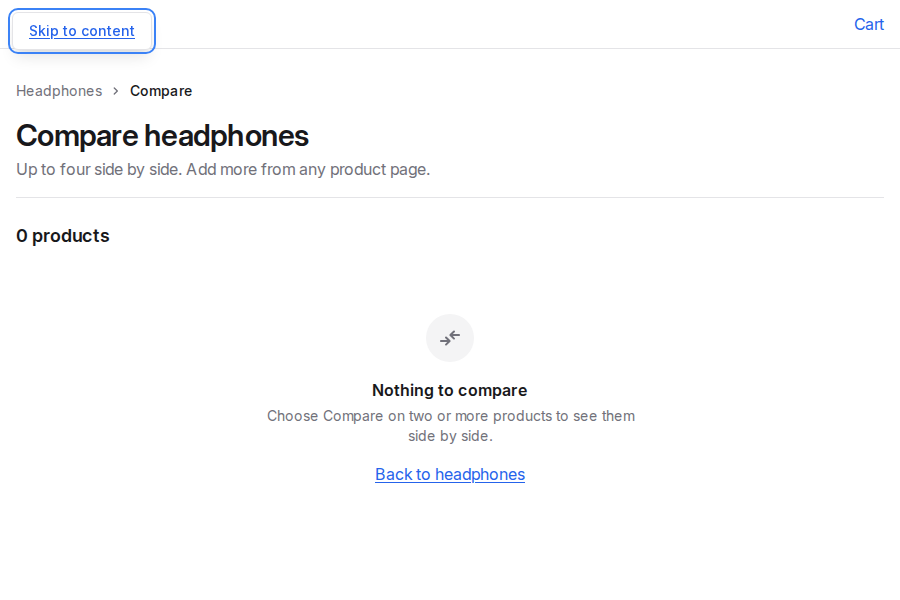 Skip to content
Cart
Headphones > Compare
Compare headphones
Up to four side by side. Add more from any product page.
0 products
Nothing to compare
Choose Compare on two or more products to see them
side by side.
Back to headphones